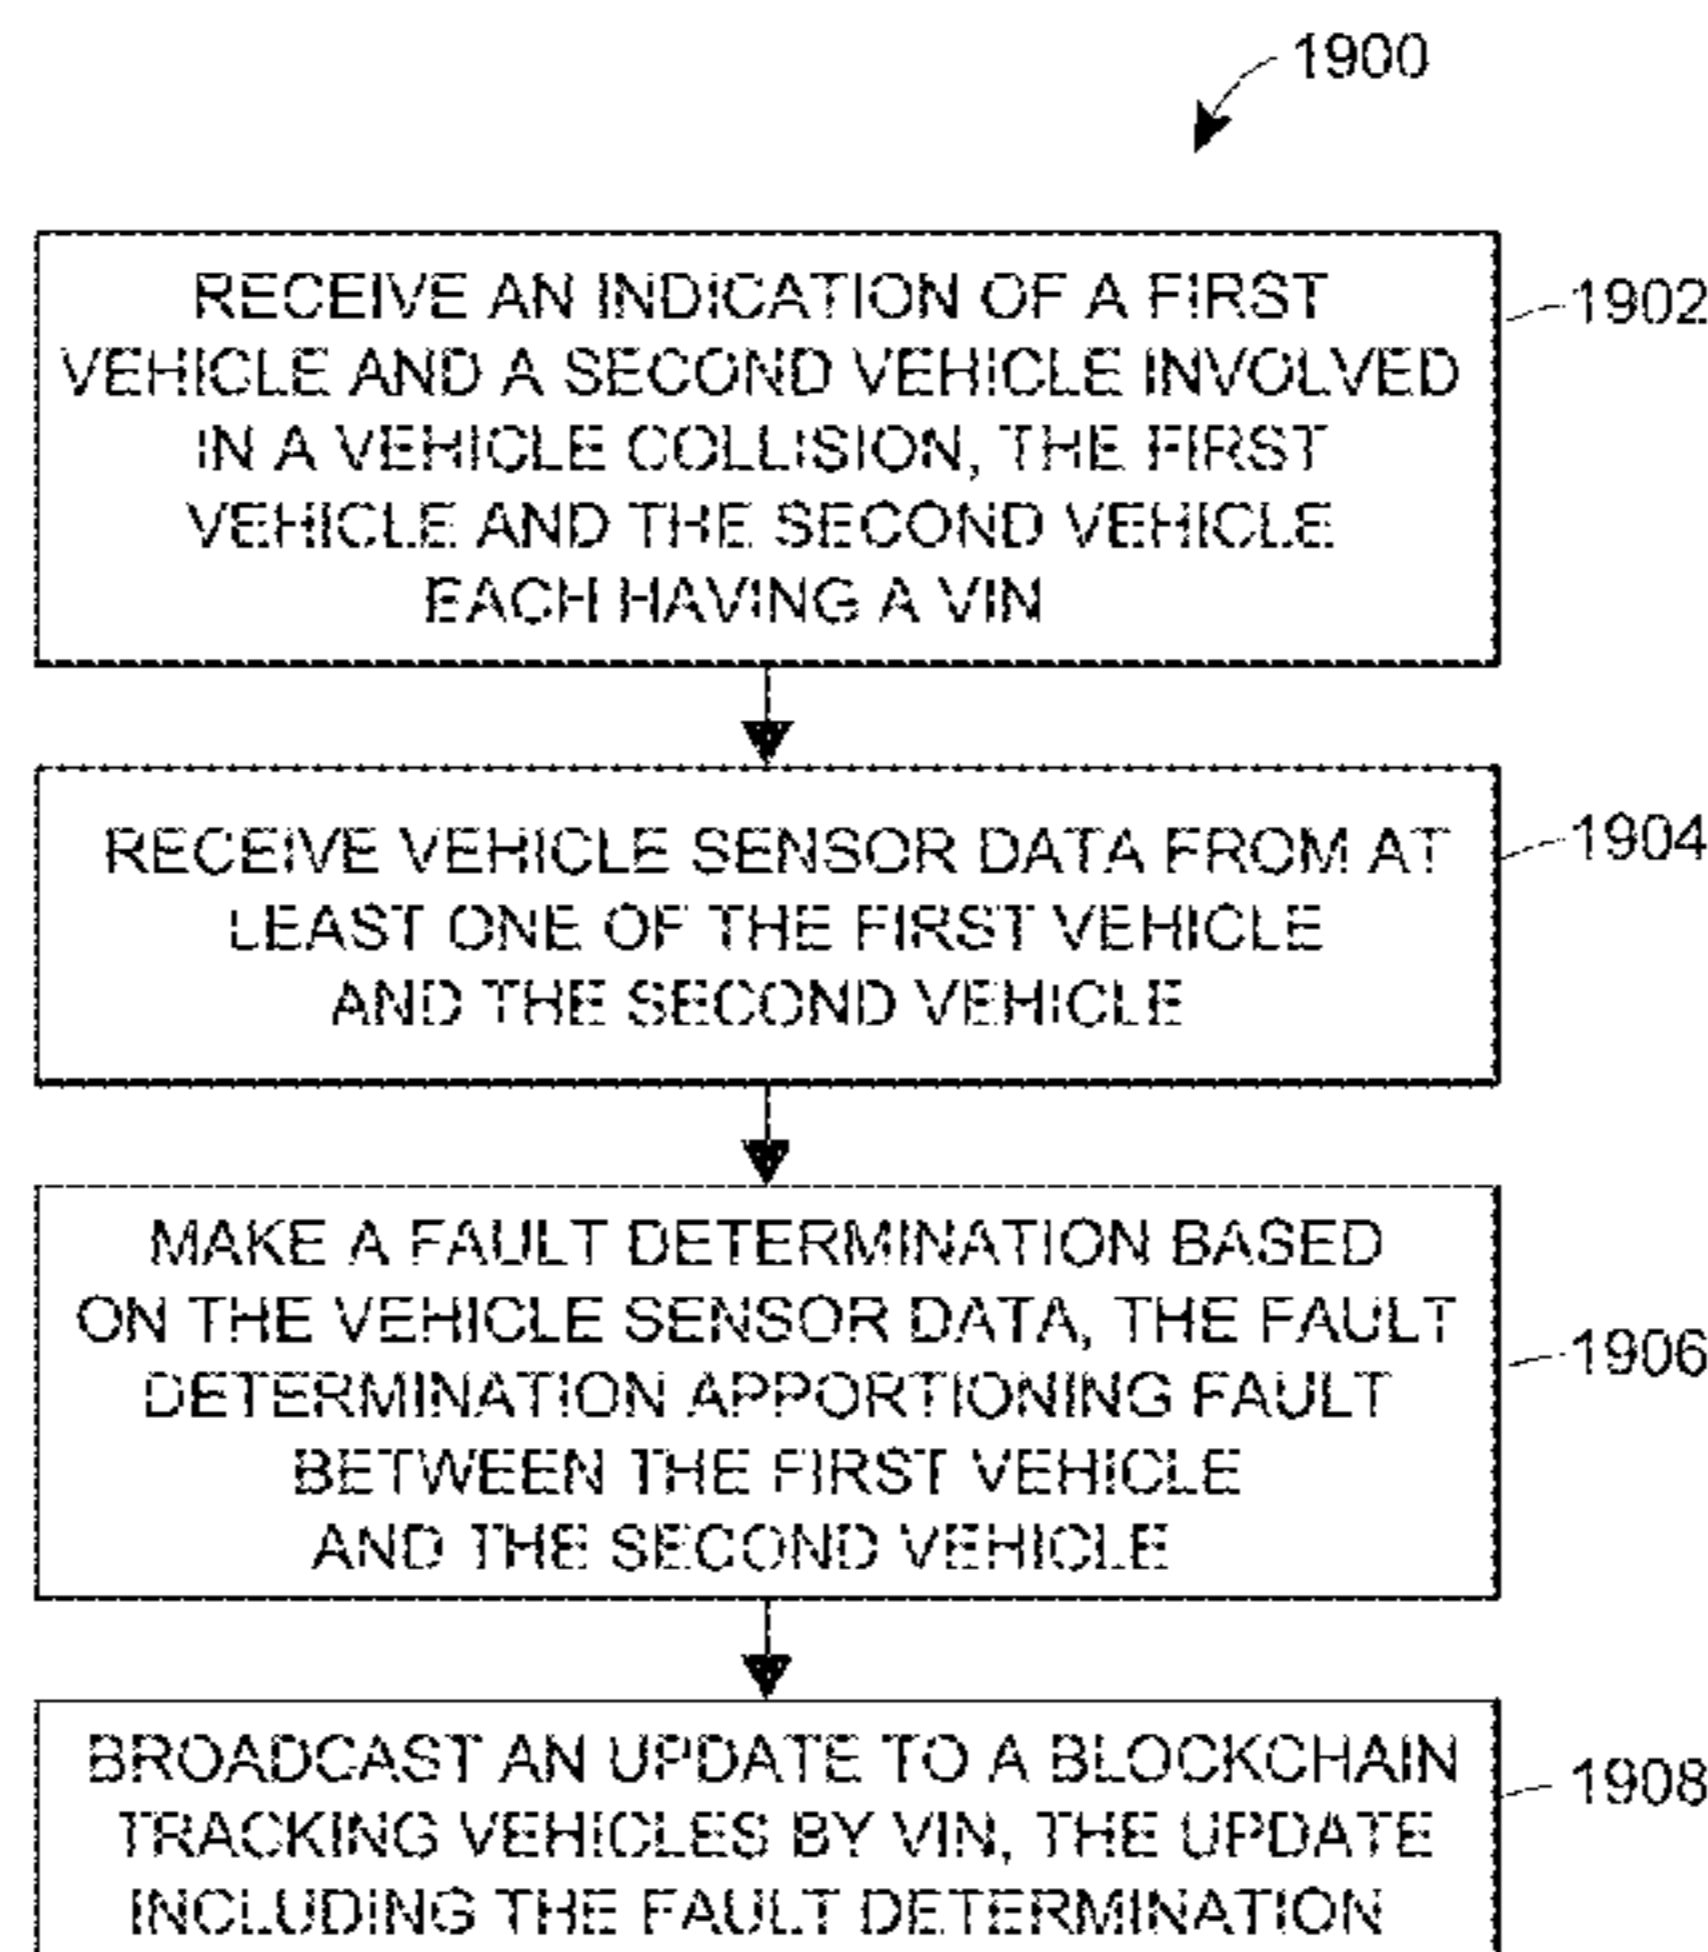 1900
RECEIVE AN INDICATION OF A FIRST
VEHICLE AND A SECOND VEHICLE INVOLVED
IN A VEHICLE COLLISION, THE FIRST
VEHICLE AND THE SECOND VEHICLE
EACH HAVING A VIN
1902
RECEIVE VEHICLE SENSOR DATA FROM AT
LEAST ONE OF THE FIRST VEHICLE
AND THE SECOND VEHICLE
1904
MAKE A FAULT DETERMINATION BASED
ON THE VEHICLE SENSOR DATA, THE FAULT
DETERMINATION APPORTIONING FAULT
BETWEEN THE FIRST VEHICLE
AND THE SECOND VEHICLE
1906
BROADCAST AN UPDATE TO A BLOCKCHAIN
TRACKING VEHICLES BY VIN, THE UPDATE
INCLUDING THE FAULT DETERMINATION
1908